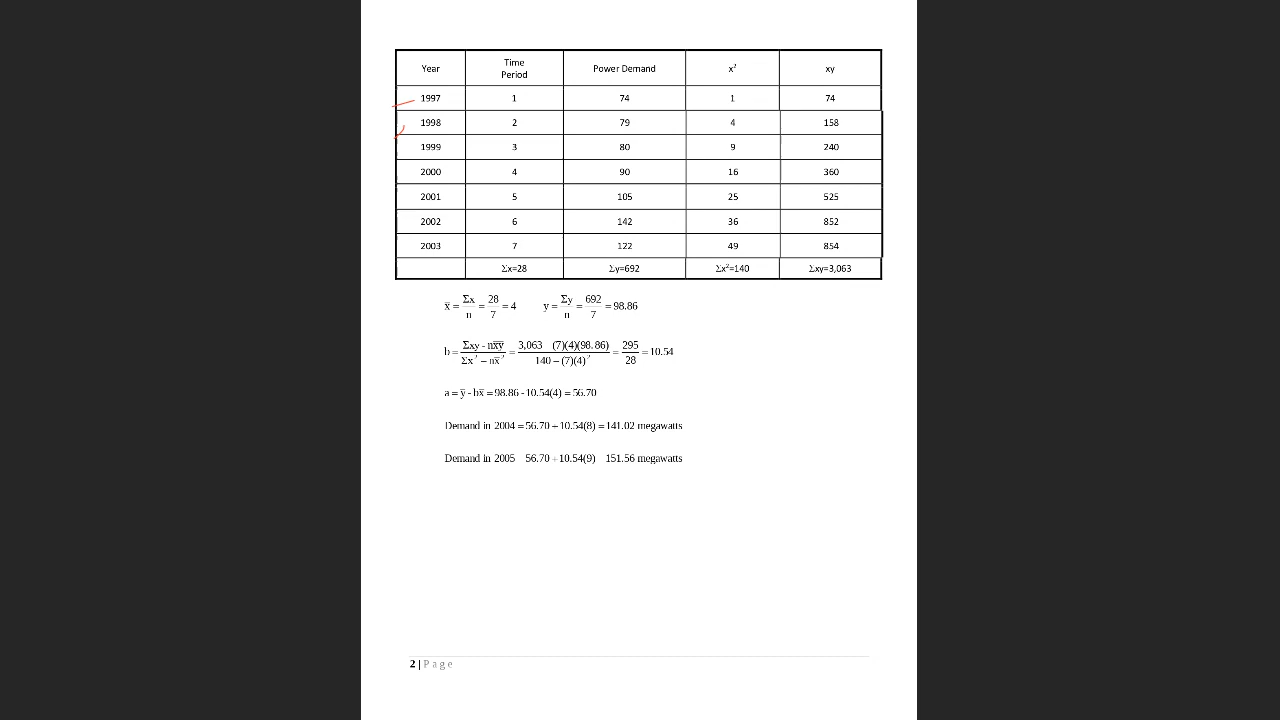 Year Time Period Power Demand x² xy
1997 1 74 1 74
1998 2 79 4 158
1999 3 80 9 240
2000 4 90 16 360
2001 5 105 25 525
2002 6 142 36 852
2003 7 122 49 854
Σx=28 Σy=692 Σx²=140 Σxy=3,063
x̅ = Σx/n = 28/7 = 4 y = Σy/n = 692/7 = 98.86
b = (Σxy - nx̅y̅)/(Σx² − nx̅²) = (3,063 (7)(4)(98.86))/(140 − (7)(4)²) = 295/28 = 10.54
a = y̅ - bx̅ = 98.86 - 10.54(4) = 56.70
Demand in 2004 = 56.70 + 10.54(8) = 141.02 megawatts
Demand in 2005 56.70 + 10.54(9) 151.56 megawatts
2 | Page